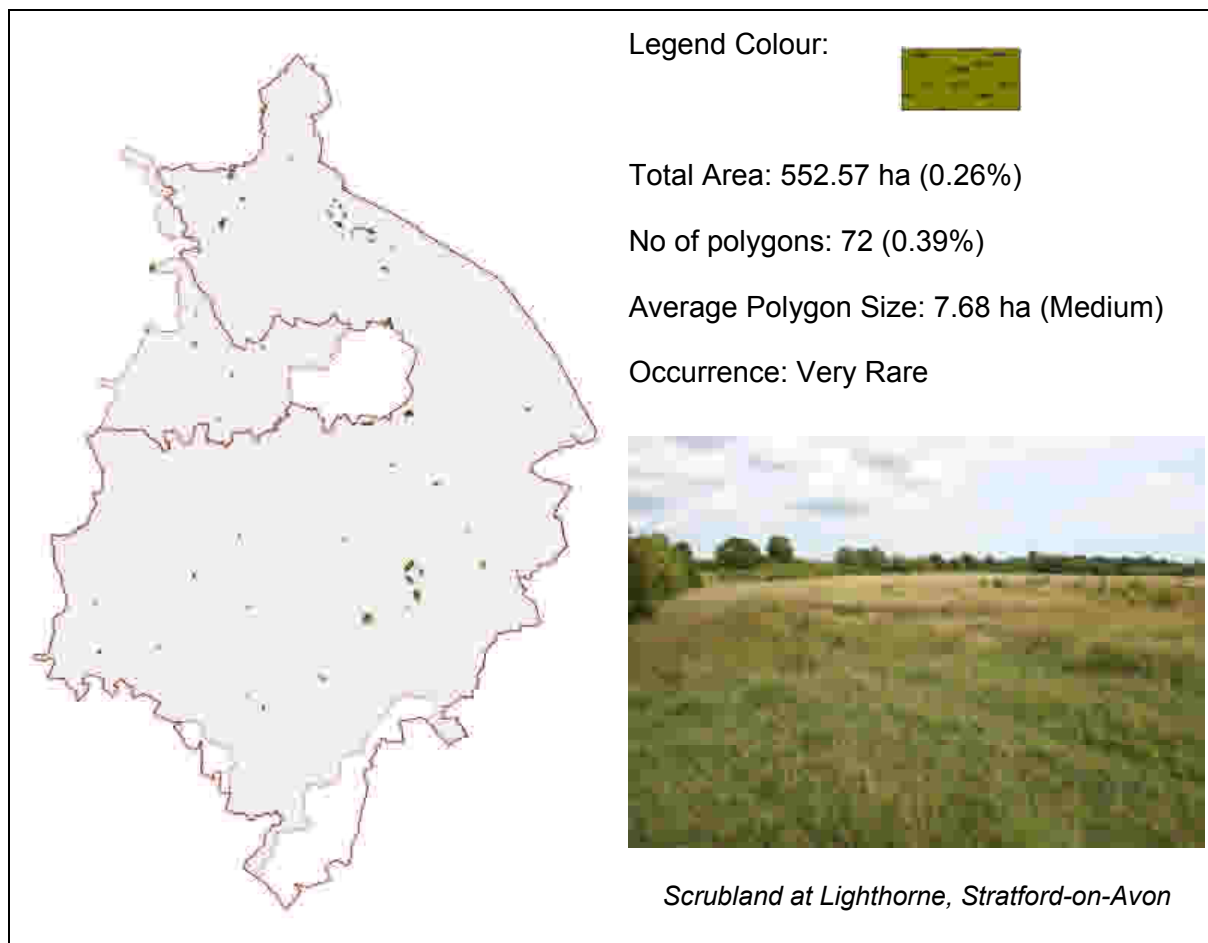 Legend Colour:
Total Area: 552.57 ha (0.26%)
No of polygons: 72 (0.39%)
Average Polygon Size: 7.68 ha (Medium)
Occurrence: Very Rare
Scrubland at Lighthorne, Stratford-on-Avon